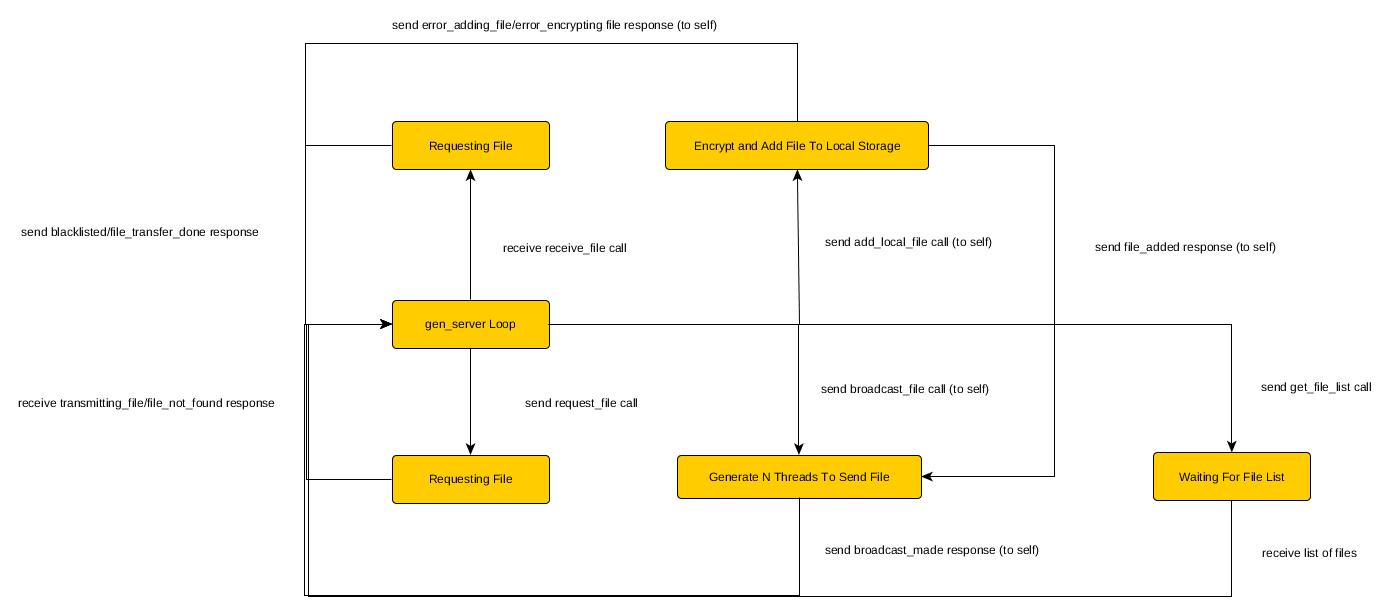 send error_adding_file/error_encrypting file response (to self)
Requesting File
Encrypt and Add File To Local Storage
send blacklisted/file_transfer_done response
receive receive_file call
send add_local_file call (to self)
send file_added response (to self)
gen_server Loop
receive transmitting_file/file_not_found response
send request_file call
send broadcast_file call (to self)
send get_file_list call
Requesting File
Generate N Threads To Send File
Waiting For File List
send broadcast_made response (to self)
receive list of files